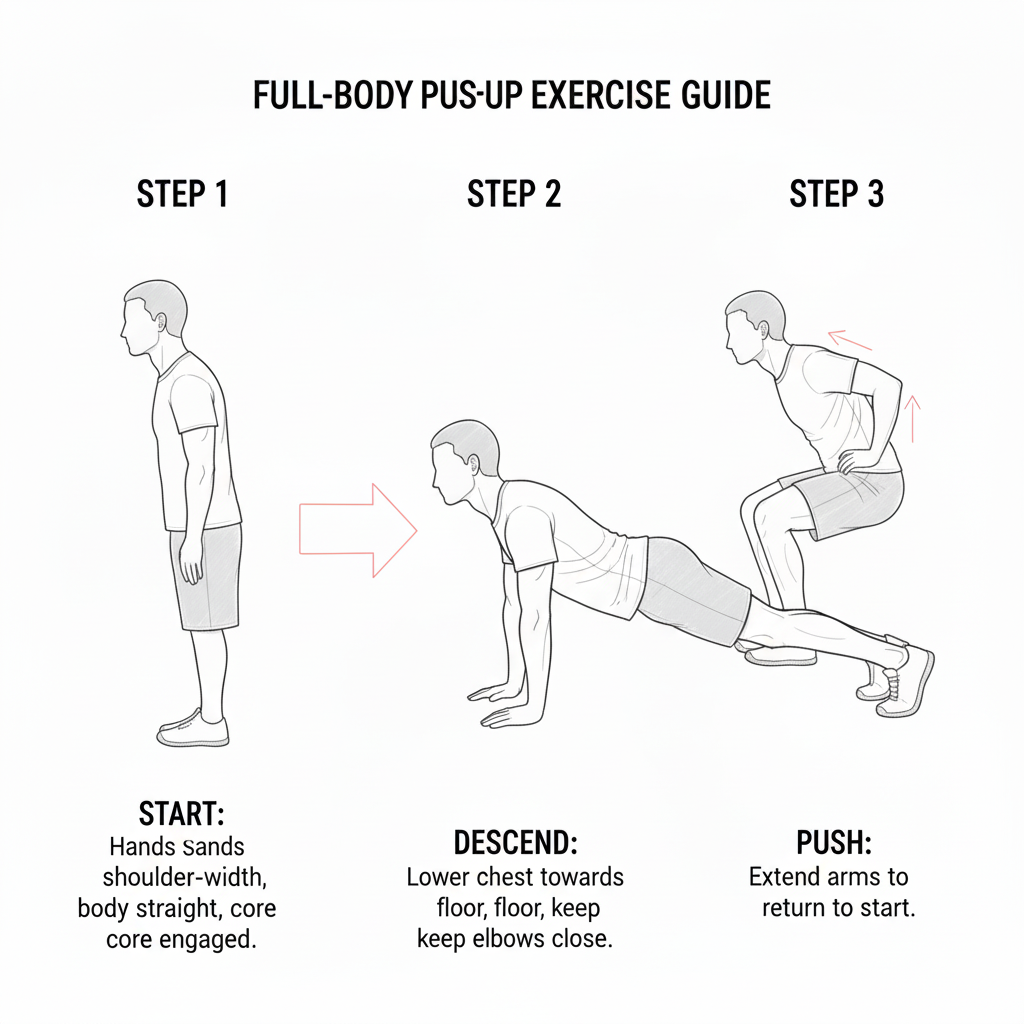 FULL-BODY PUS-UP EXERCISE GUIDE
STEP 1
STEP 2
STEP 3
START:
Hands sands
shoulder-width,
body straight, core
core engaged.
DESCEND:
Lower chest towards
floor, floor, keep
keep elbows close.
PUSH:
Extend arms to
return to start.